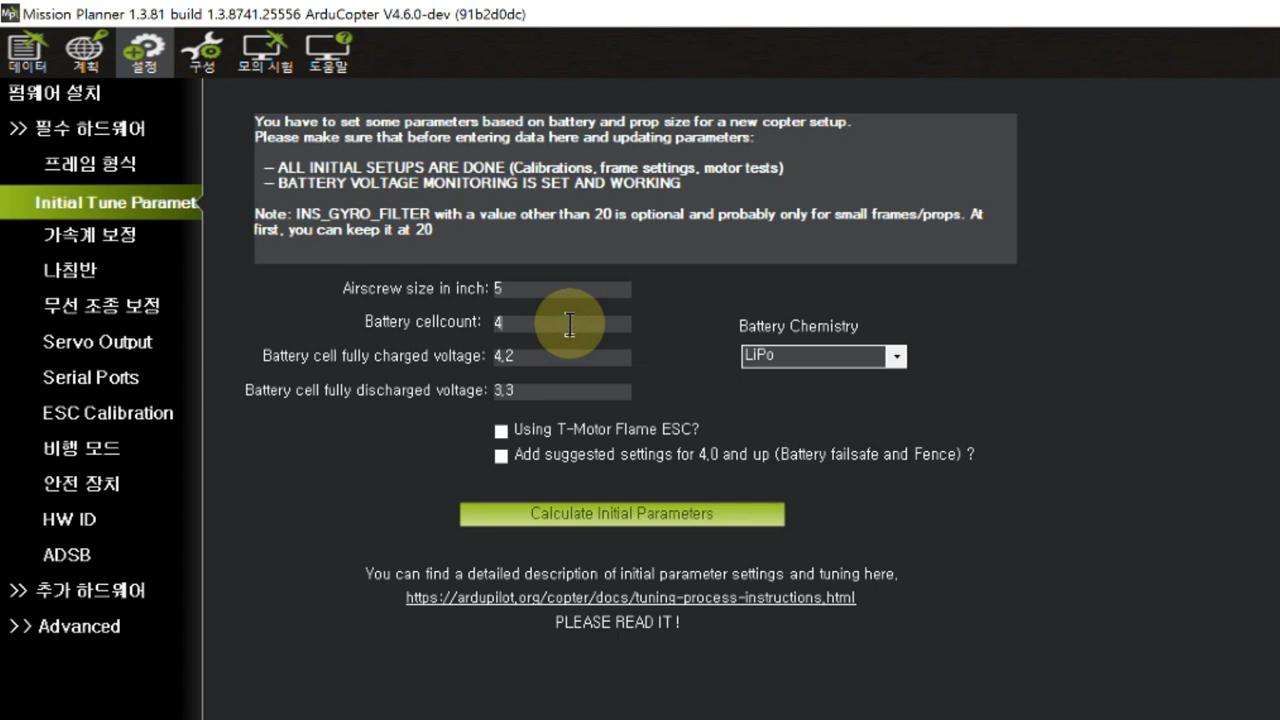 Mission Planner 1.3.81 build 1.3.8741.25556 ArduCopter V4.6.0-dev (91b2d0dc)
데이터
계획
설정
구성
모의 시험
도움말
펌웨어 설치
>> 필수 하드웨어
프레임 형식
Initial Tune Paramet
가속계 보정
나침반
무선 조종 보정
Servo Output
Serial Ports
ESC Calibration
비행 모드
안전 장치
HW ID
ADSB
>> 추가 하드웨어
>> Advanced
You have to set some parameters based on battery and prop size for a new copter setup.
Please make sure that before entering data here and updating parameters:
- ALL INITIAL SETUPS ARE DONE (Calibrations, frame settings, motor tests)
- BATTERY VOLTAGE MONITORING IS SET AND WORKING
Note: INS_GYRO_FILTER with a value other than 20 is optional and probably only for small frames/props. At
first, you can keep it at 20
Airscrew size in inch: 5
Battery cellcount: 4
Battery cell fully charged voltage: 4.2
Battery cell fully discharged voltage: 3.3
Battery Chemistry
LiPo
Using T-Motor Flame ESC?
Add suggested settings for 4.0 and up (Battery failsafe and Fence) ?
Calculate Initial Parameters
You can find a detailed description of initial parameter settings and tuning here.
https://ardupilot.org/copter/docs/tuning-process-instructions.html
PLEASE READ IT !